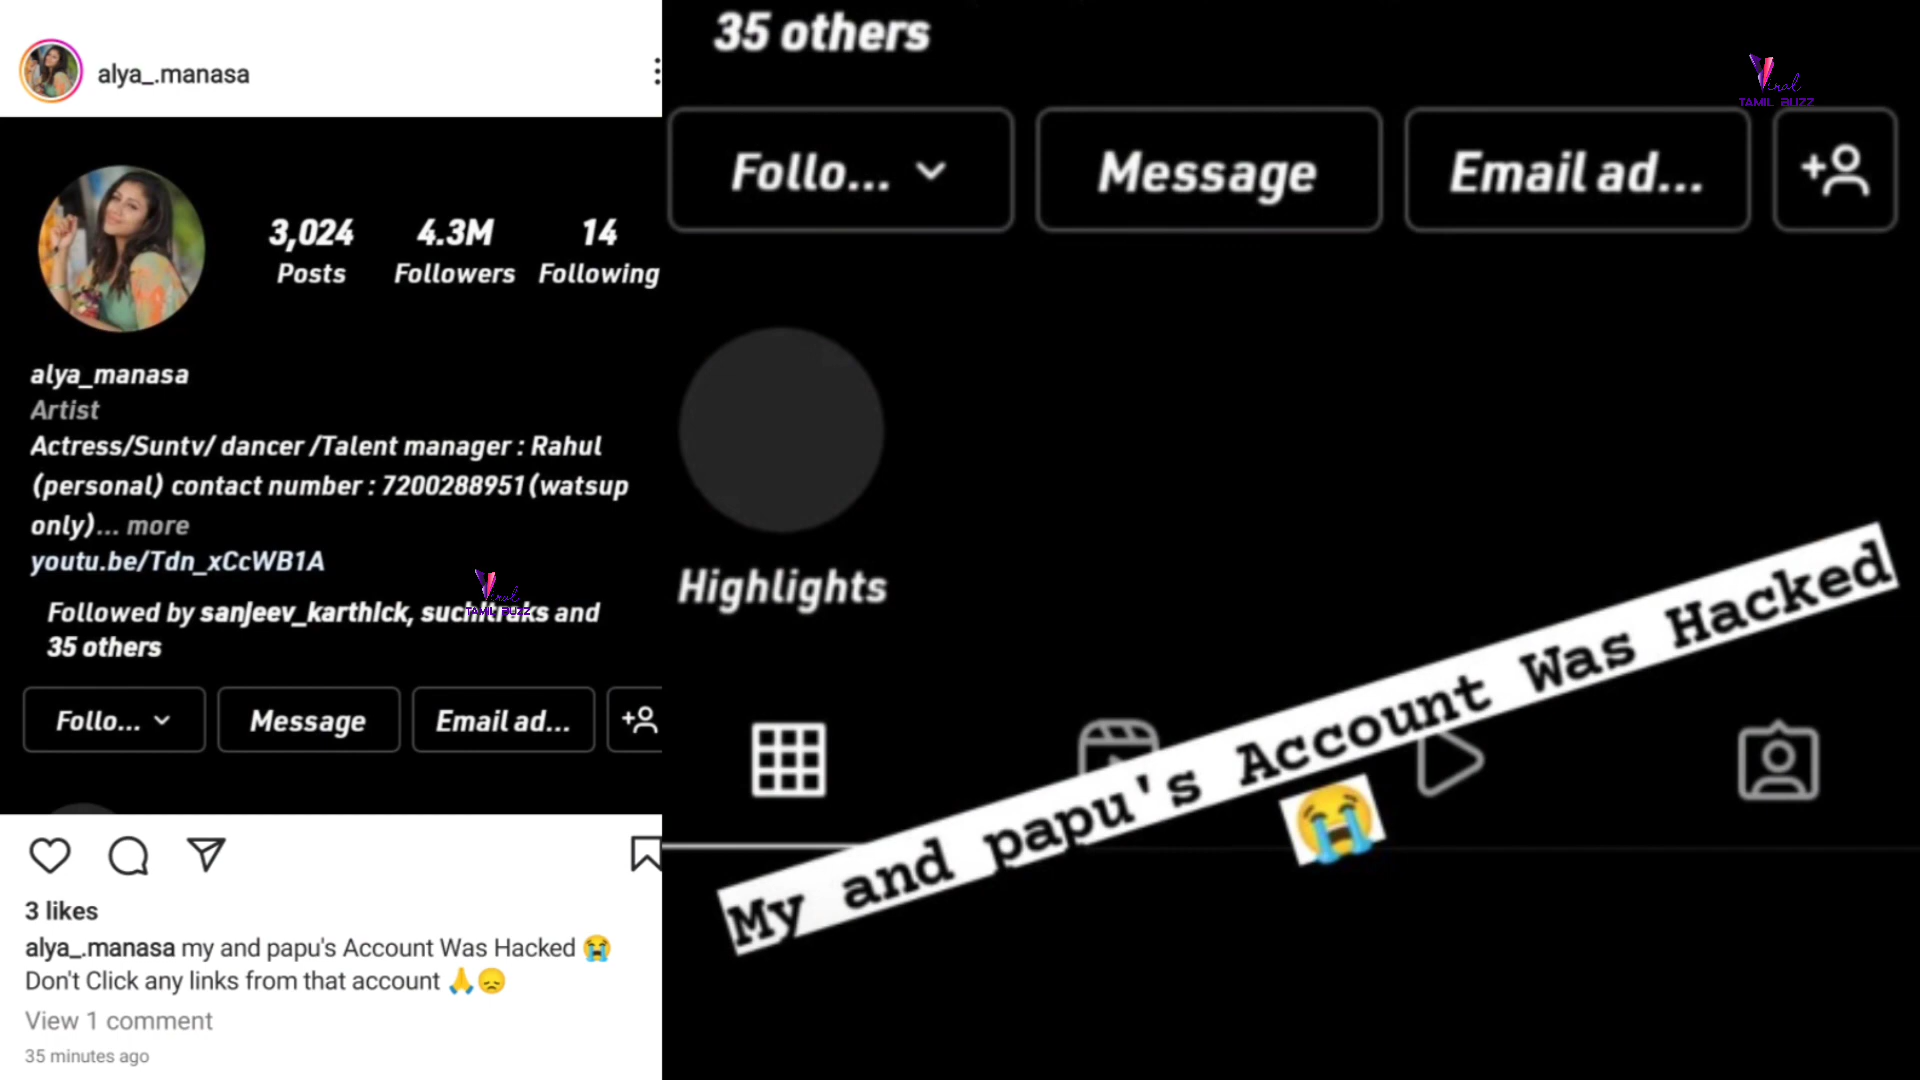 alya_.manasa
3,024 4.3M 14
Posts Followers Following
alya_manasa
Artist
Actress/Suntv/ dancer /Talent manager : Rahul
(personal) contact number : 7200288951(watsup
only)... more
youtu.be/Tdn_xCcWB1A
Followed by sanjeev_karthick, and
35 others
Follo... Message Email ad...
3 likes
alya_.manasa my and papu's Account Was Hacked 😭
Don't Click any links from that account 🙏😞
View 1 comment
35 minutes ago
Viral
TAMIL BUZZ
35 others
Viral
TAMIL BUZZ
Follo... Message Email ad...
Highlights
My and papu's Account Was Hacked
😭